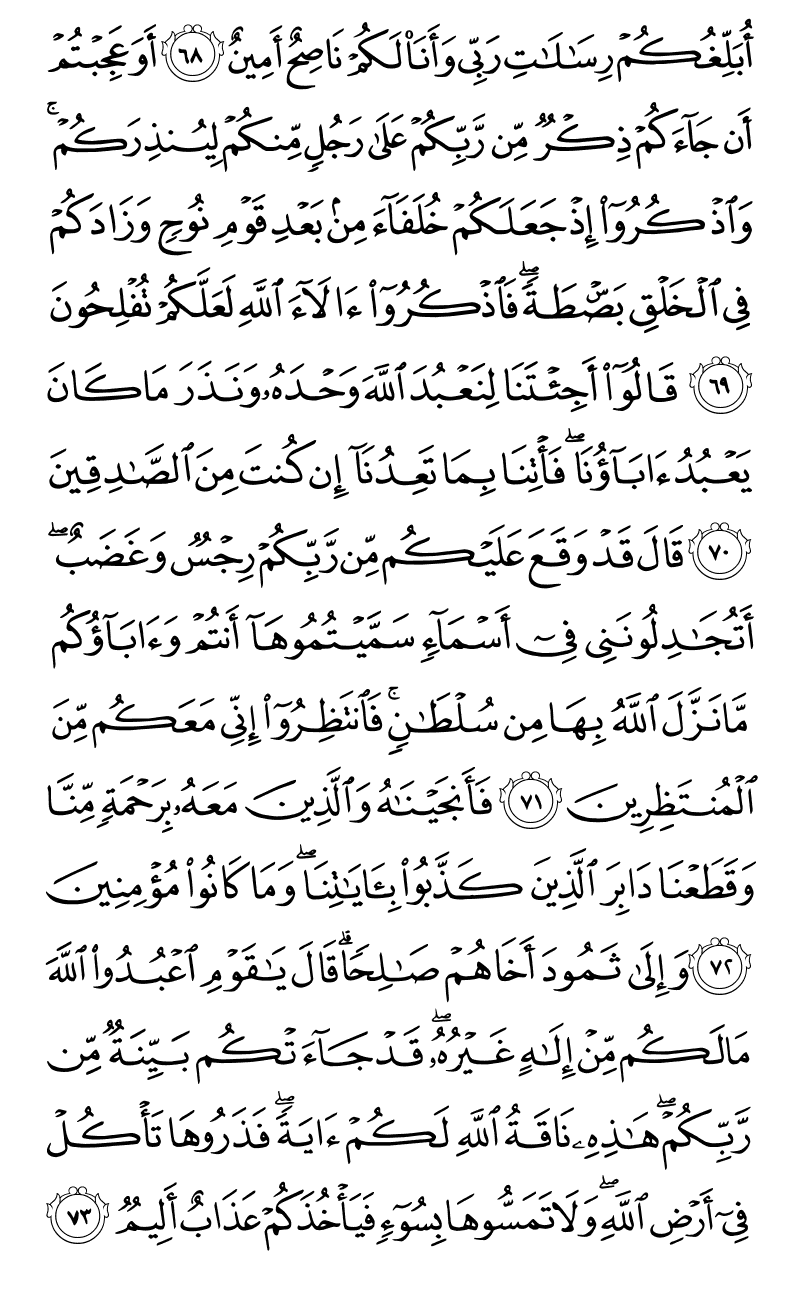 أُبَلِّغُكُمۡ رِسَٰلَٰتِ رَبِّي وَأَنَا۠ لَكُمۡ نَاصِحٌ أَمِينٌ ٦٨ أَوَعَجِبۡتُمۡ
أَن جَآءَكُمۡ ذِكۡرٞ مِّن رَّبِّكُمۡ عَلَىٰ رَجُلٖ مِّنكُمۡ لِيُنذِرَكُمۡۚ
وَٱذۡكُرُوٓاْ إِذۡ جَعَلَكُمۡ خُلَفَآءَ مِنۢ بَعۡدِ قَوۡمِ نُوحٖ وَزَادَكُمۡ
فِي ٱلۡخَلۡقِ بَصۜۡطَةٗۖ فَٱذۡكُرُوٓاْ ءَالَآءَ ٱللَّهِ لَعَلَّكُمۡ تُفۡلِحُونَ
٦٩ قَالُوٓاْ أَجِئۡتَنَا لِنَعۡبُدَ ٱللَّهَ وَحۡدَهُۥ وَنَذَرَ مَا كَانَ
يَعۡبُدُ ءَابَآؤُنَا فَأۡتِنَا بِمَا تَعِدُنَآ إِن كُنتَ مِنَ ٱلصَّٰدِقِينَ
٧٠ قَالَ قَدۡ وَقَعَ عَلَيۡكُم مِّن رَّبِّكُمۡ رِجۡسٞ وَغَضَبٌۖ
أَتُجَٰدِلُونَنِي فِيٓ أَسۡمَآءٖ سَمَّيۡتُمُوهَآ أَنتُمۡ وَءَابَآؤُكُم
مَّا نَزَّلَ ٱللَّهُ بِهَا مِن سُلۡطَٰنٖۚ فَٱنتَظِرُوٓاْ إِنِّي مَعَكُم مِّنَ
ٱلۡمُنتَظِرِينَ ٧١ فَأَنجَيۡنَٰهُ وَٱلَّذِينَ مَعَهُۥ بِرَحۡمَةٖ مِّنَّا
وَقَطَعۡنَا دَابِرَ ٱلَّذِينَ كَذَّبُواْ بِـَٔايَٰتِنَاۖ وَمَا كَانُواْ مُؤۡمِنِينَ
٧٢ وَإِلَىٰ ثَمُودَ أَخَاهُمۡ صَٰلِحٗاۚ قَالَ يَٰقَوۡمِ ٱعۡبُدُواْ ٱللَّهَ
مَا لَكُم مِّنۡ إِلَٰهٍ غَيۡرُهُۥۖ قَدۡ جَآءَتۡكُم بَيِّنَةٞ مِّن
رَّبِّكُمۡۖ هَٰذِهِۦ نَاقَةُ ٱللَّهِ لَكُمۡ ءَايَةٗۖ فَذَرُوهَا تَأۡكُلۡ
فِيٓ أَرۡضِ ٱللَّهِۖ وَلَا تَمَسُّوهَا بِسُوٓءٖ فَيَأۡخُذَكُمۡ عَذَابٌ أَلِيمٞ ٧٣